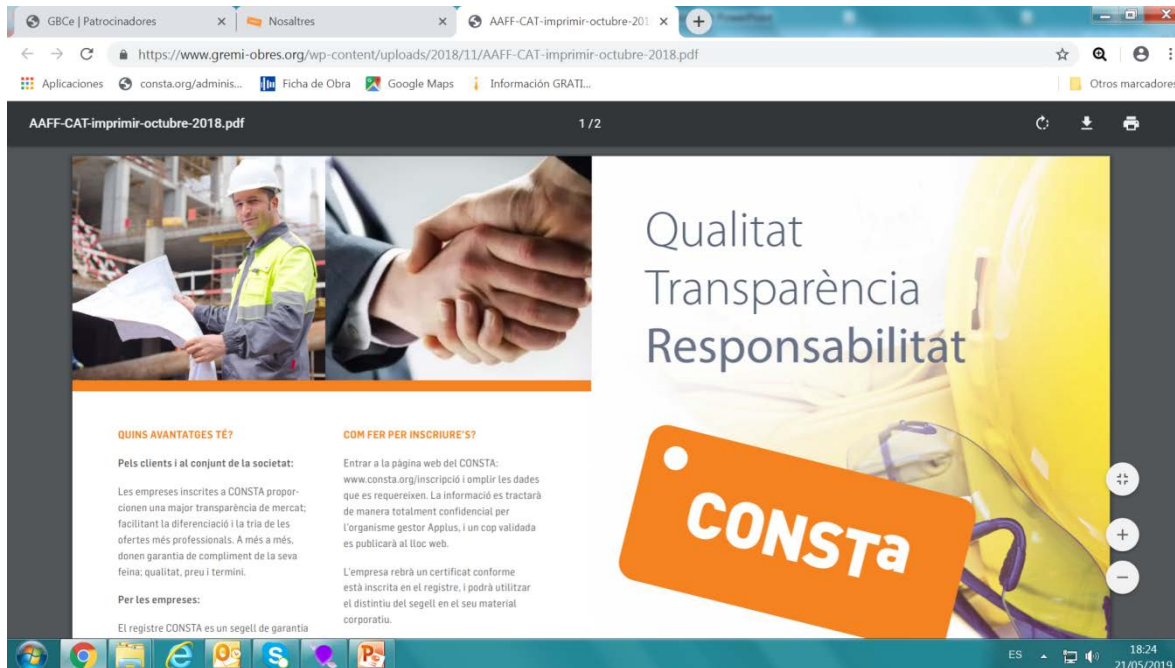 GBCe | Patrocinadores
Nosaltres
AAFF-CAT-imprimir-octubre-201
https://www.gremi-obres.org/wp-content/uploads/2018/11/AAFF-CAT-imprimir-octubre-2018.pdf
Aplicaciones
consta.org/adminis...
Ficha de Obra
Google Maps
Información GRATI...
Otros marcadores
AAFF-CAT-imprimir-octubre-2018.pdf
1/2
QUINS AVANTATGES TÉ?
Pels clients i al conjunt de la societat:
Les empreses inscrites a CONSTA propor-
cionen una major transparència de mercat;
facilitant la diferenciació i la tria de les
ofertes més professionals. A més a més,
donen garantia de compliment de la seva
feina; qualitat, preu i termini.
Per les empreses:
El registre CONSTA es un segell de garantia
COM FER PER INSCRIURE'S?
Entrar a la pàgina web del CONSTA:
www.consta.org/inscripció i omplir les dades
que es requereixen. La informació es tractarà
de manera totalment confidencial per
l'organisme gestor Applus, i un cop validada
es publicarà al lloc web.
L'empresa rebrà un certificat conforme
està inscrita en el registre, i podrà utilitzar
el distintiu del segell en el seu material
corporatiu.
Qualitat
Transparència
Responsabilitat
CONSTa
ES
18:24
21/05/2019